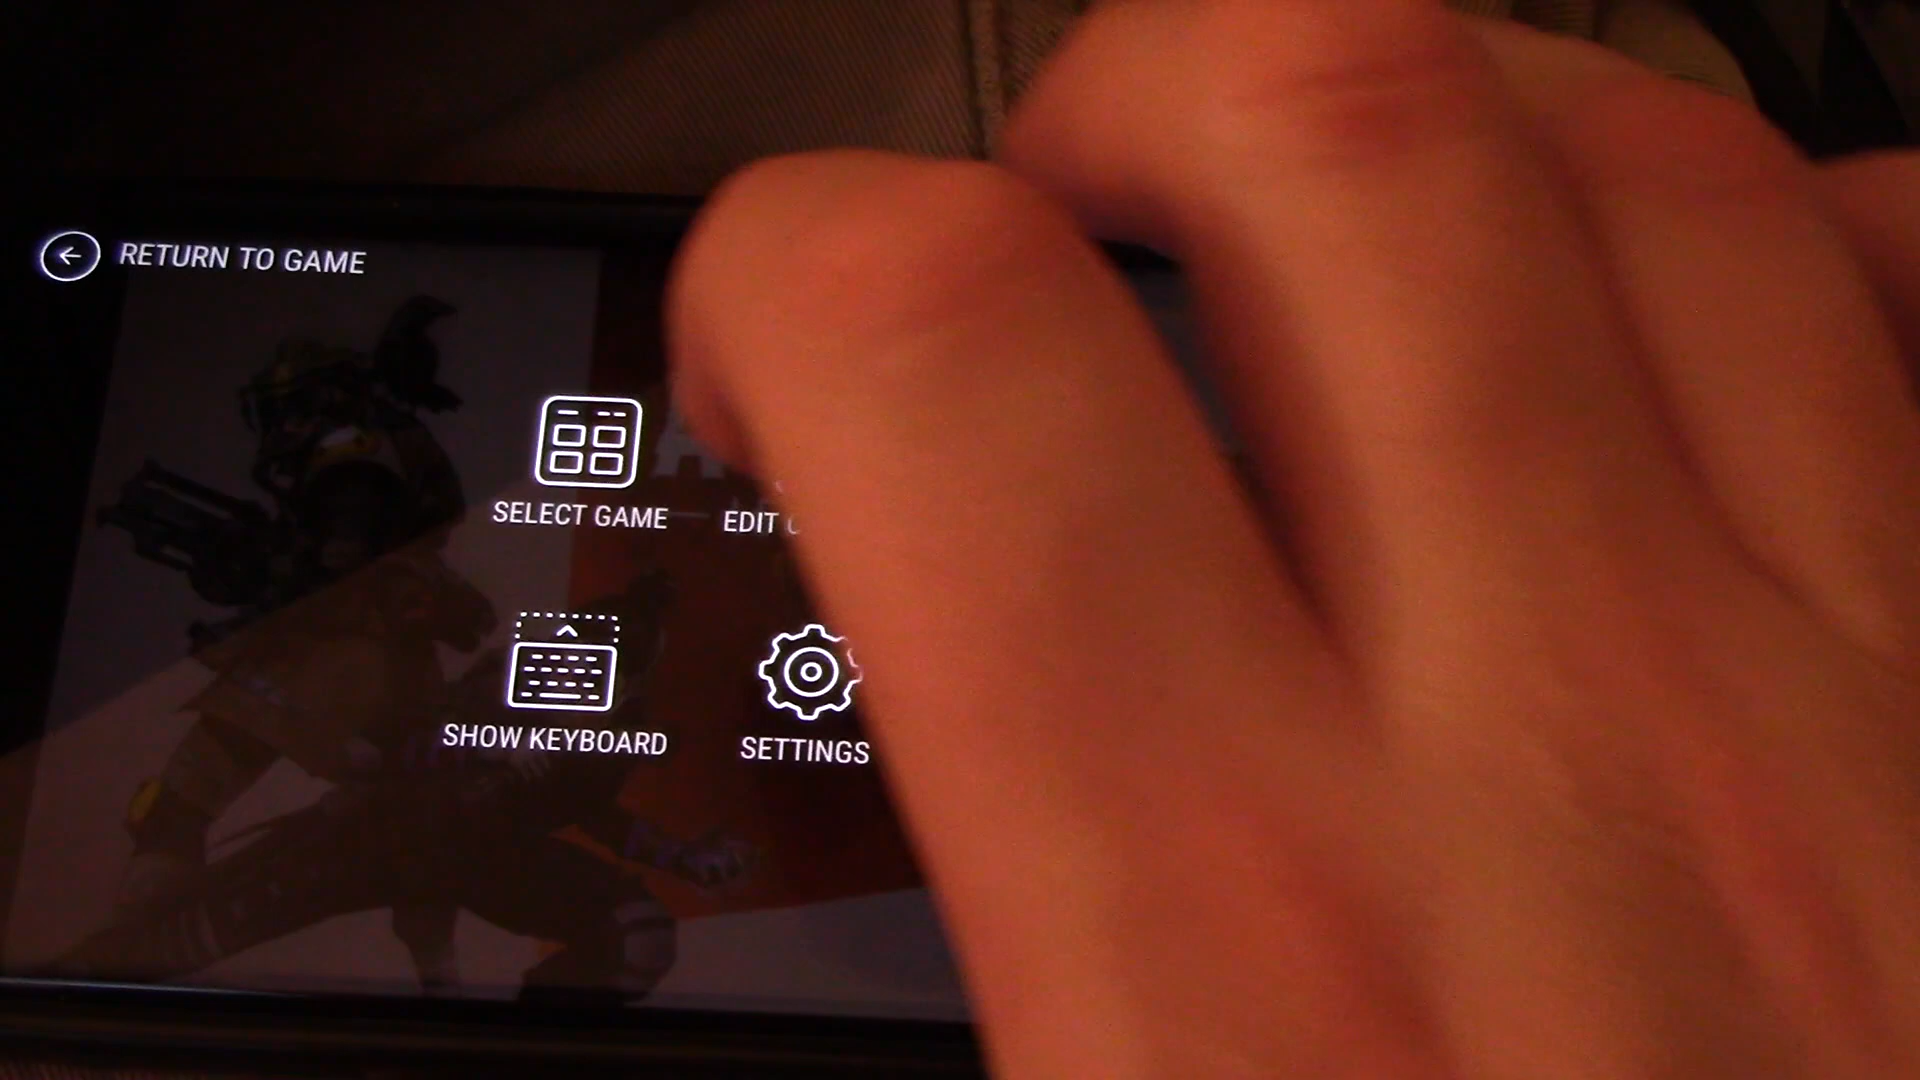 RETURN TO GAME
SELECT GAME
EDIT
SHOW KEYBOARD
SETTINGS